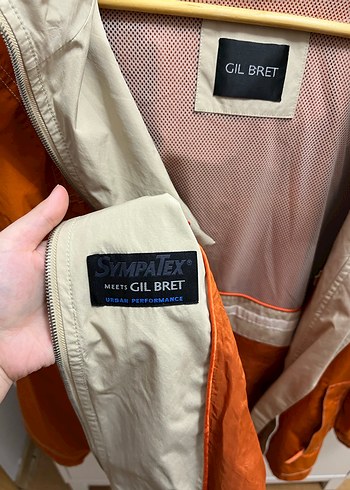 GIL BRET
SYMPATEX®
MEETS GIL BRET
URBAN PERFORMANCE